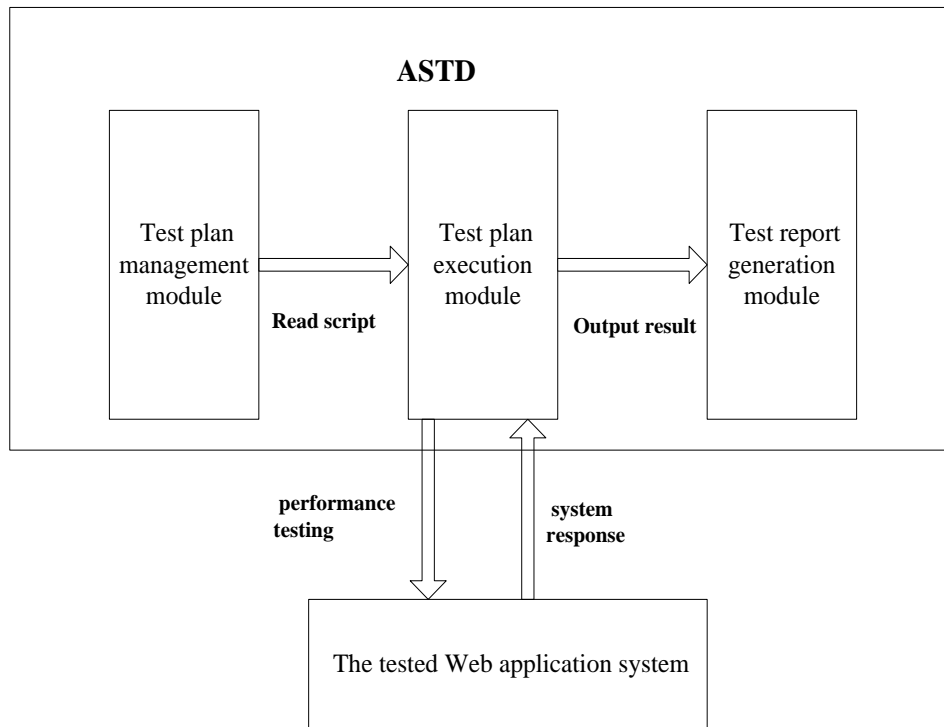 ASTD
Test plan
management
module
Read script
Test plan
execution
module
Output result
Test report
generation
module
performance
testing
system
response
The tested Web application system